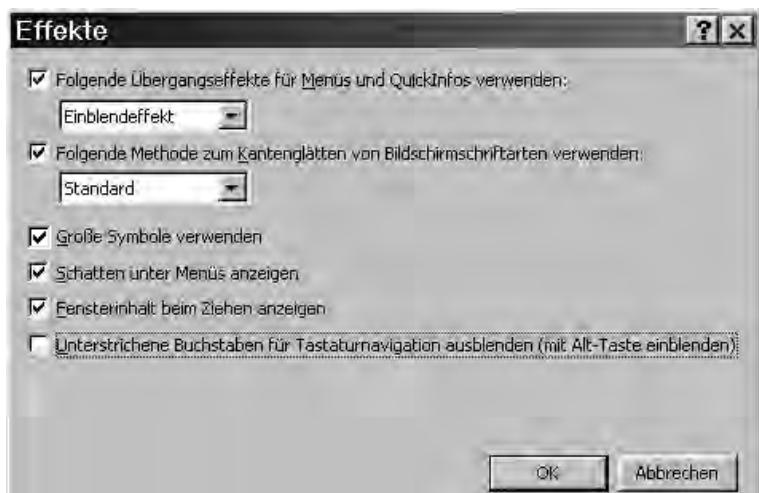 Effekte
Folgende Übergangseffekte für Menüs und QuickInfos verwenden:
Einblendeffekt
Folgende Methode zum Kantenglätten von Bildschirmschriftarten verwenden:
Standard
Große Symbole verwenden
Schatten unter Menüs anzeigen
Fensterinhalt beim Ziehen anzeigen
Unterstrichene Buchstaben für Tastaturnavigation ausblenden (mit Alt-Taste einblenden)
OK Abbrechen